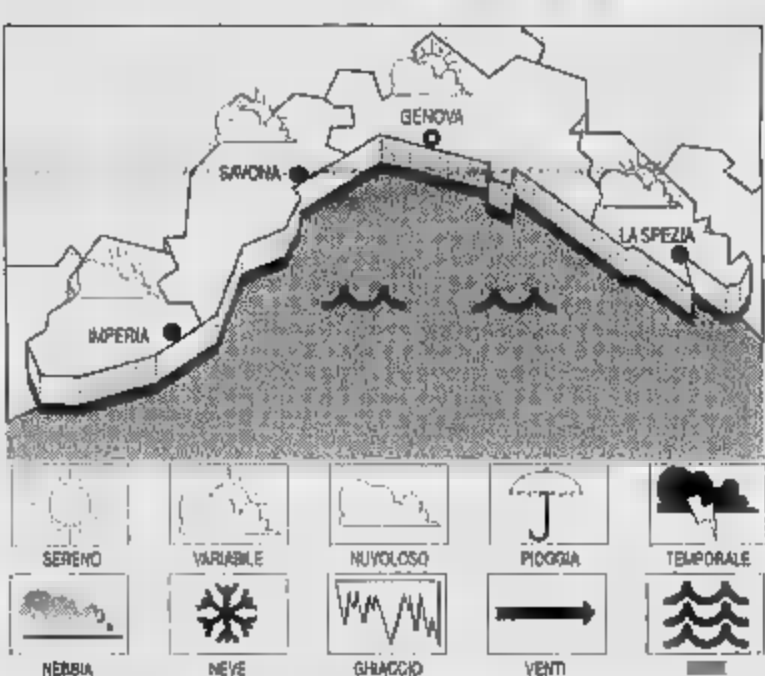 GENOVA
SAVONA
LA SPEZIA
IMPERIA
SERENO
VARIABILE
NUVOLOSO
PIOGGIA
TEMPORALE
NEBBIA
NEVE
GHIACCIO
VENTI